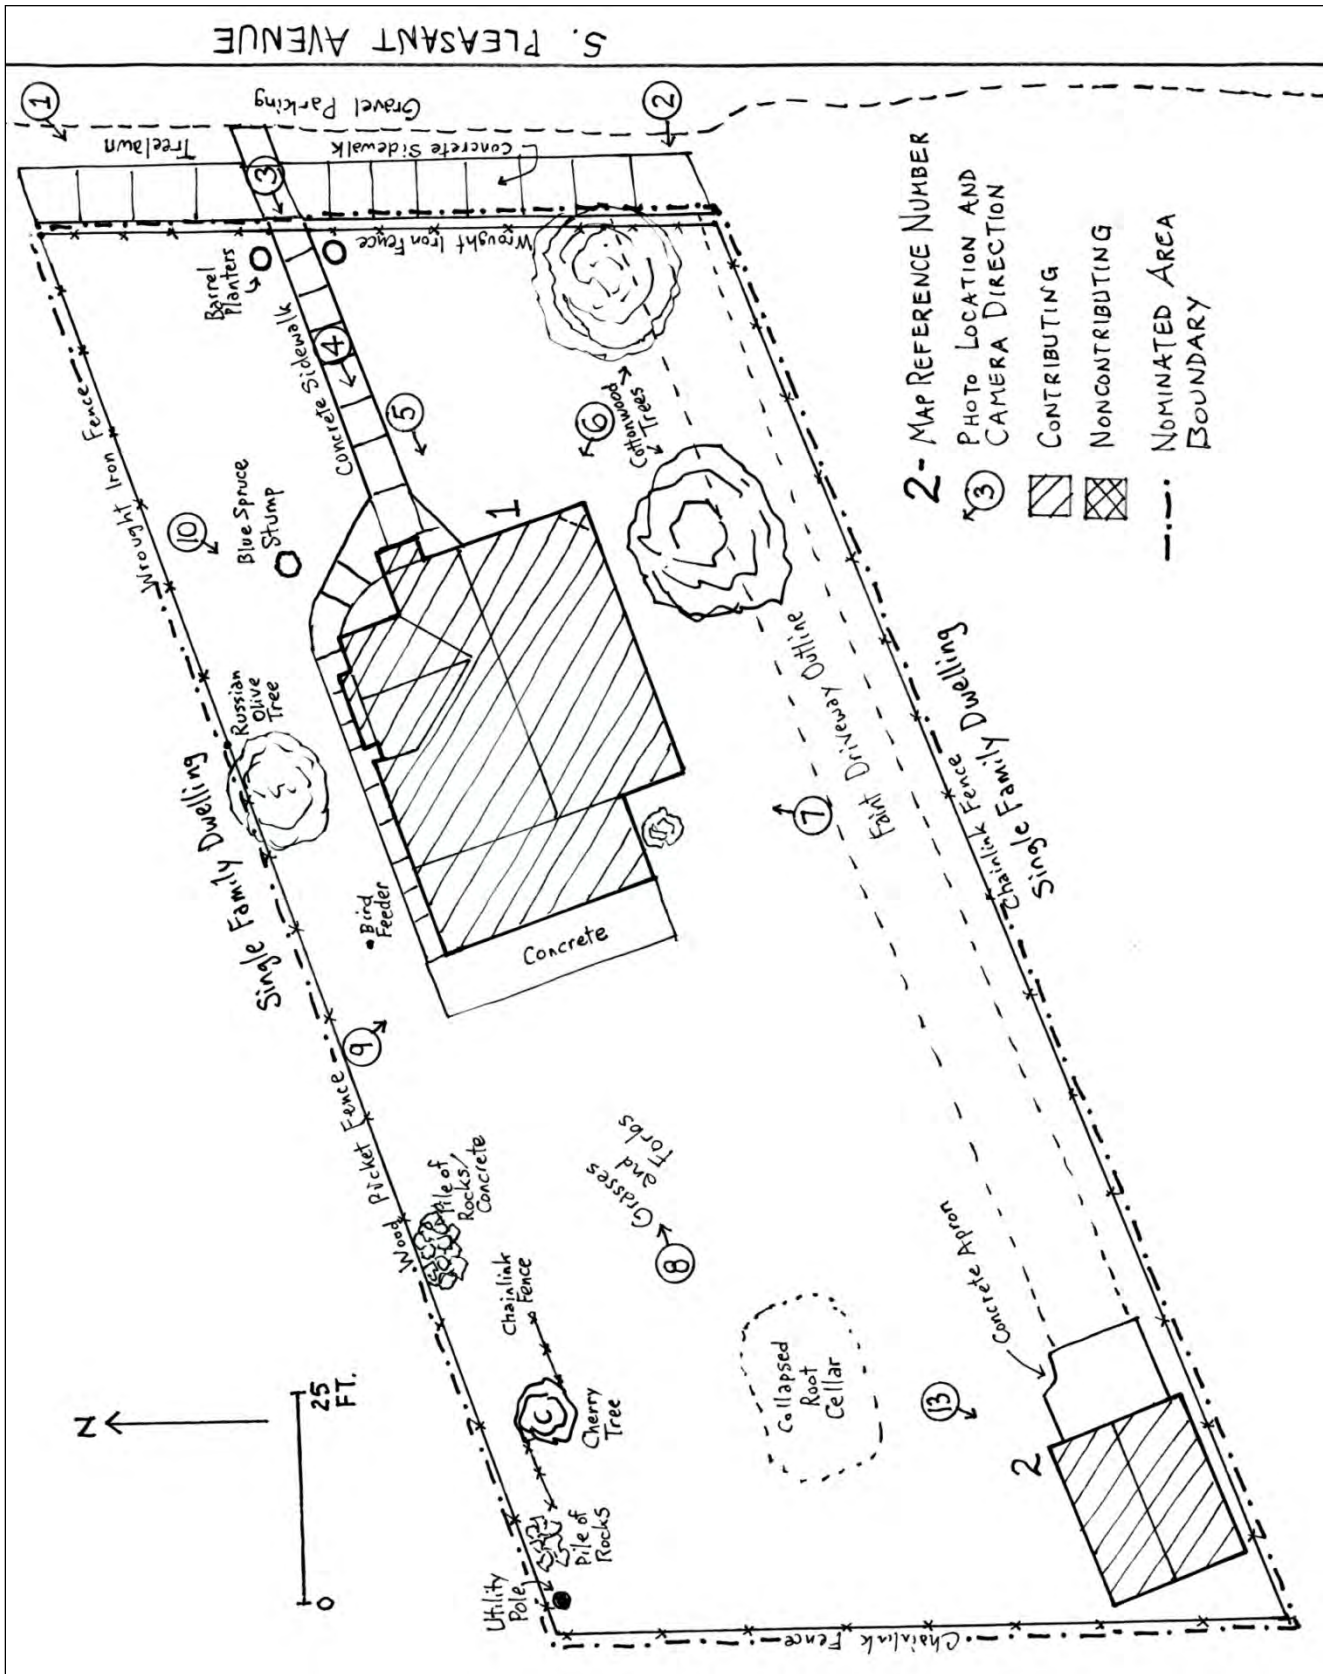 S. PLEASANT AVENUE
1
Treelawn
Gravel Parking
2
Concrete Sidewalk
3
Barrel
Planters
Wrought Iron Fence
Wrought Iron Fence
Concrete Sidewalk
4
5
6
Cottonwood
Trees
10
Blue Spruce
Stump
1
Russian
Olive
Tree
Single Family Dwelling
Bird
Feeder
Concrete
7
Faint Driveway Outline
Chainlink Fence
Single Family Dwelling
9
Wood Picket Fence
Pile of
Rocks/
Concrete
Grasses
and
Forbs
8
Chainlink
Fence
Cherry
Tree
Collapsed
Root
Cellar
Concrete Apron
13
2
Pile of
Rocks
Utility
Pole
Chainlink Fence
N
0
25
FT.
2- MAP REFERENCE NUMBER
3 PHOTO LOCATION AND
CAMERA DIRECTION
CONTRIBUTING
NONCONTRIBUTING
NOMINATED AREA
BOUNDARY